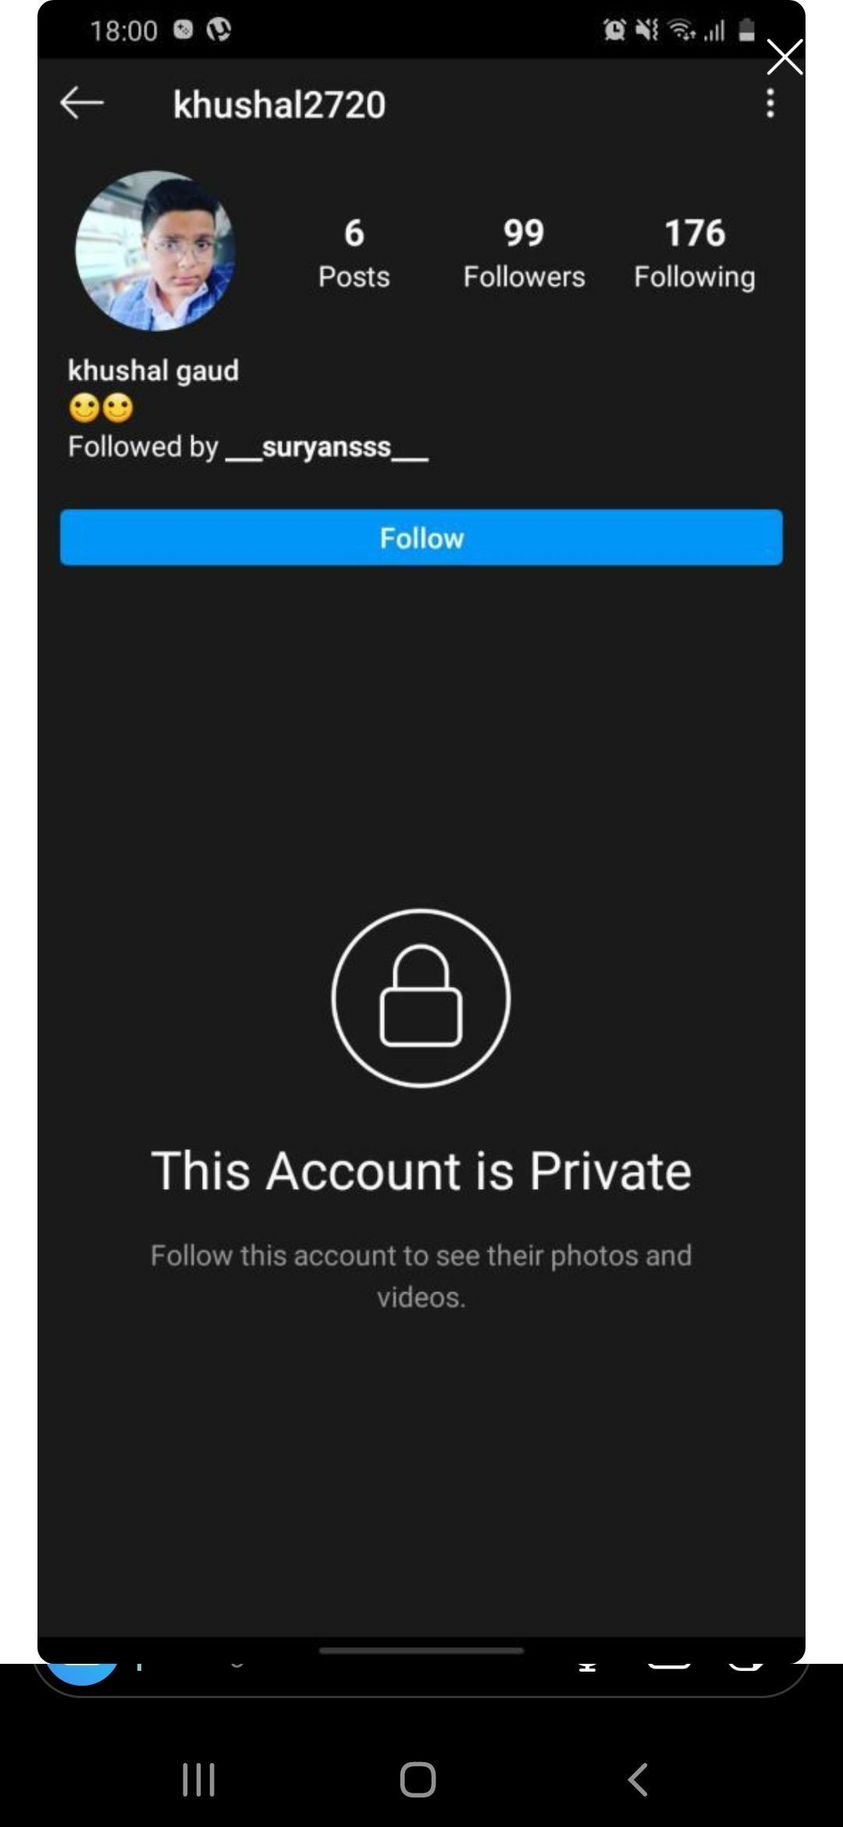 18:00
khushal2720
6
Posts
99
Followers
176
Following
khushal gaud
🙂🙂
Followed by ___suryansss___
Follow
This Account is Private
Follow this account to see their photos and
videos.